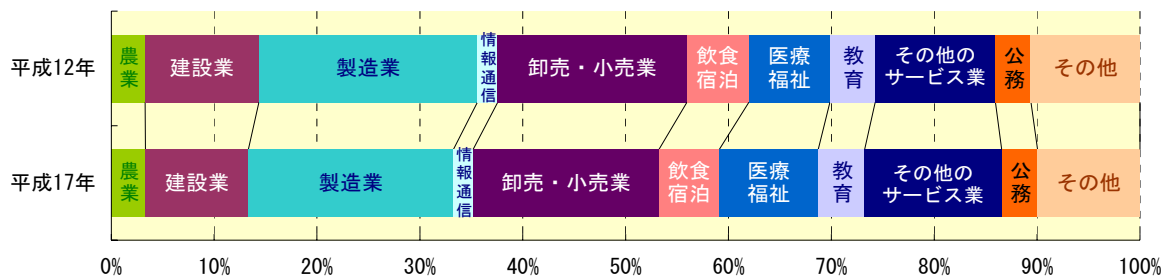 平成12年
農業
建設業
製造業
情報通信
卸売・小売業
飲食
宿泊
医療
福祉
教育
その他の
サービス業
公務
その他
平成17年
農業
建設業
製造業
情報通信
卸売・小売業
飲食
宿泊
医療
福祉
教育
その他の
サービス業
公務
その他
0% 10% 20% 30% 40% 50% 60% 70% 80% 90% 100%